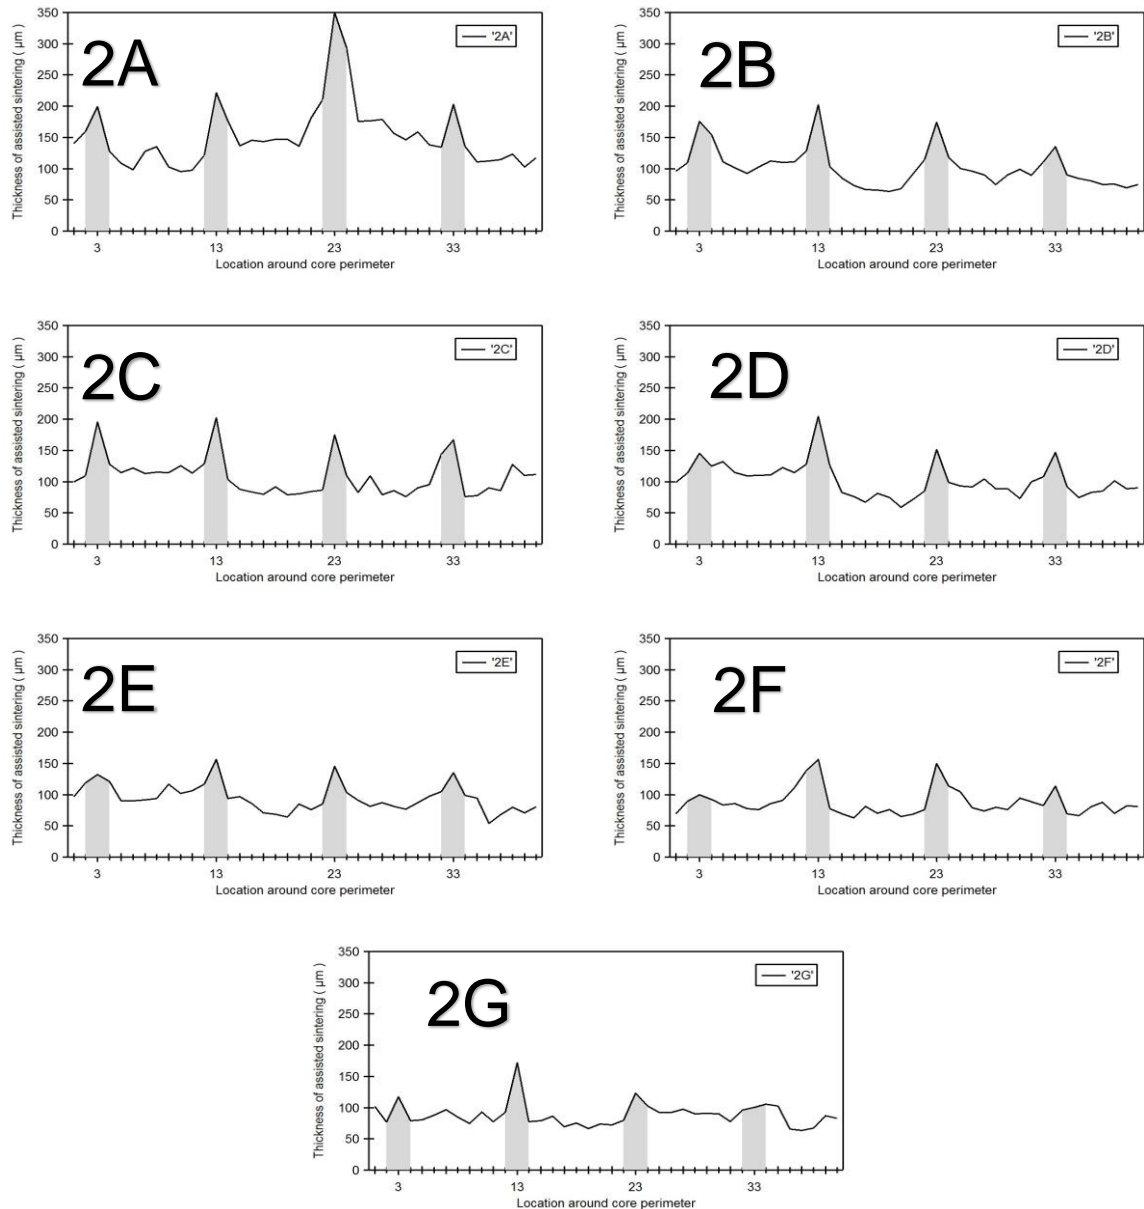 Thickness of assisted sintering ( µm )
350
300
250
200
150
100
50
0
2A
'2A'
3 13 23 33
Location around core perimeter
Thickness of assisted sintering ( µm )
350
300
250
200
150
100
50
0
2B
'2B'
3 13 23 33
Location around core perimeter
Thickness of assisted sintering ( µm )
350
300
250
200
150
100
50
0
2C
'2C'
3 13 23 33
Location around core perimeter
Thickness of assisted sintering ( µm )
350
300
250
200
150
100
50
0
2D
'2D'
3 13 23 33
Location around core perimeter
Thickness of assisted sintering ( µm )
350
300
250
200
150
100
50
0
2E
'2E'
3 13 23 33
Location around core perimeter
Thickness of assisted sintering ( µm )
350
300
250
200
150
100
50
0
2F
'2F'
3 13 23 33
Location around core perimeter
Thickness of assisted sintering ( µm )
350
300
250
200
150
100
50
0
2G
'2G'
3 13 23 33
Location around core perimeter